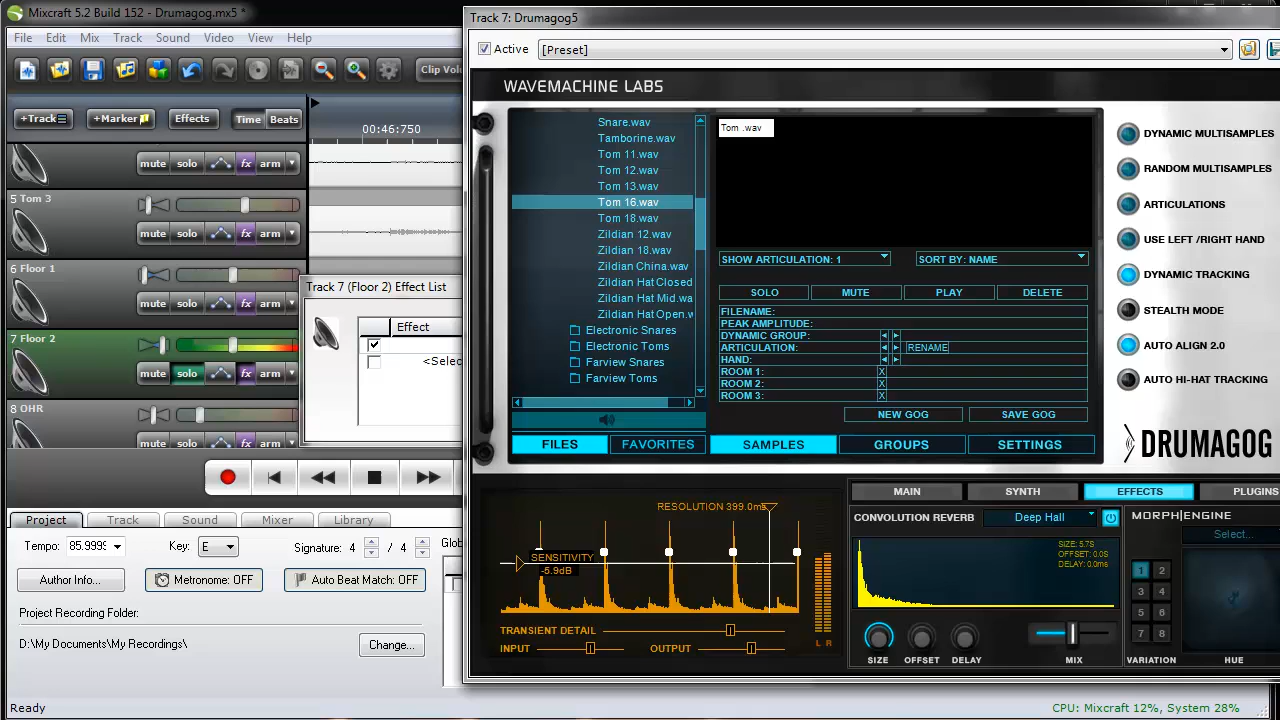 Mixcraft 5.2 Build 152 - Drumagog.mx5 *
File Edit Mix Track Sound Video View Help
Clip Volu
+Track
+Marker
Effects
Time
Beats
00:46:750
mute solo fx arm
5 Tom 3
mute solo fx arm
6 Floor 1
mute solo fx arm
7 Floor 2
mute solo fx arm
8 OHR
mute solo fx arm
Track 7 (Floor 2) Effect List
Effect
<Selec
Project
Track
Sound
Mixer
Library
Tempo: 85.9999
Key: E
Signature: 4 / 4
Glob
Author Info...
Metronome: OFF
Auto Beat Match: OFF
Project Recording Folder:
D:\My Documents\My Recordings\
Change...
Ready
CPU: Mixcraft 12%, System 28%
Track 7: Drumagog5
Active
[Preset]
WAVEMACHINE LABS
Snare.wav
Tamborine.wav
Tom 11.wav
Tom 12.wav
Tom 13.wav
Tom 16.wav
Tom 18.wav
Zildian 12.wav
Zildian 18.wav
Zildian China.wav
Zildian Hat Closed
Zildian Hat Mid.wa
Zildian Hat Open.w
Electronic Snares
Electronic Toms
Farview Snares
Farview Toms
FILES
FAVORITES
Tom .wav
SHOW ARTICULATION: 1
SORT BY: NAME
SOLO
MUTE
PLAY
DELETE
FILENAME:
PEAK AMPLITUDE:
DYNAMIC GROUP:
ARTICULATION: RENAME
HAND:
ROOM 1: X
ROOM 2: X
ROOM 3: X
NEW GOG
SAVE GOG
SAMPLES
GROUPS
SETTINGS
DYNAMIC MULTISAMPLES
RANDOM MULTISAMPLES
ARTICULATIONS
USE LEFT /RIGHT HAND
DYNAMIC TRACKING
STEALTH MODE
AUTO ALIGN 2.0
AUTO HI-HAT TRACKING
DRUMAGOG
RESOLUTION 399.0ms
SENSITIVITY
-5.9dB
TRANSIENT DETAIL
INPUT
OUTPUT
L R
MAIN
SYNTH
EFFECTS
PLUGINS
CONVOLUTION REVERB
Deep Hall
SIZE: 5.7S
OFFSET: 0.0S
DELAY: 0.0mS
SIZE
OFFSET
DELAY
MIX
MORPH|ENGINE
Select...
1 2
3 4
5 6
7 8
VARIATION
HUE